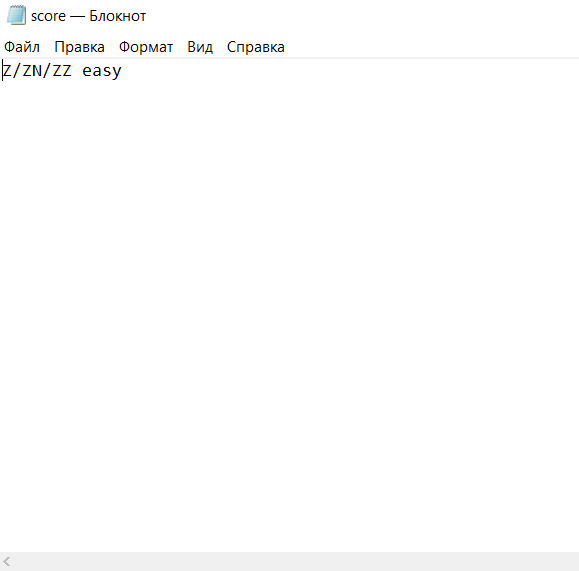 score — Блокнот
Файл Правка Формат Вид Справка
Z/ZN/ZZ easy